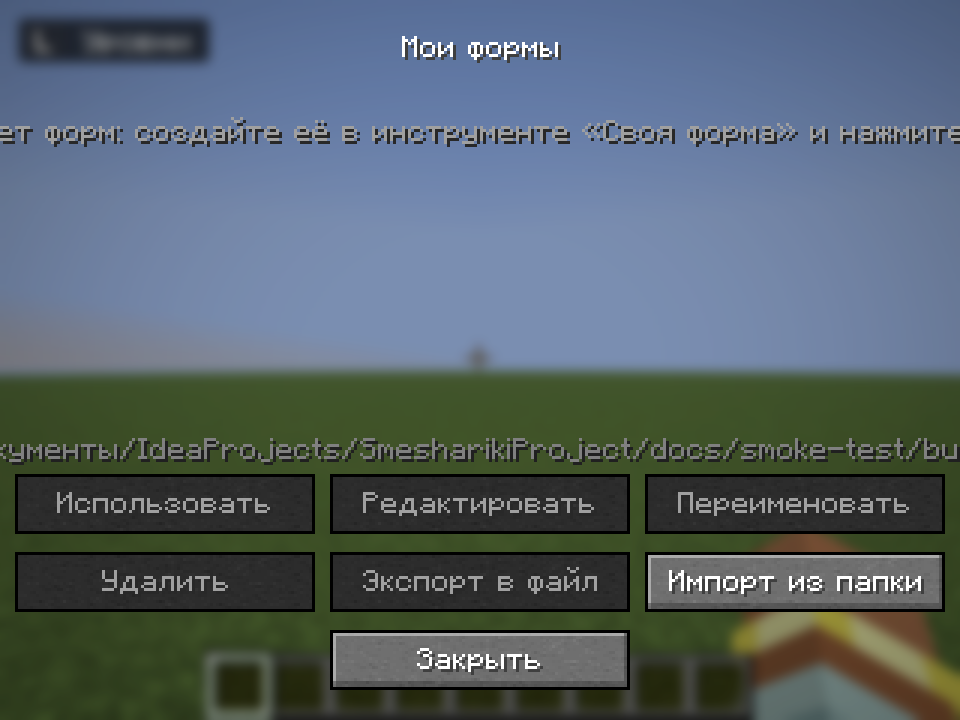 Мои формы
ет форм: создайте её в инструменте «Своя форма» и нажмите
кументы/IdeaProjects/SmesharikiProject/docs/smoke-test/bu
Использовать Редактировать Переименовать
Удалить Экспорт в файл Импорт из папки
Закрыть